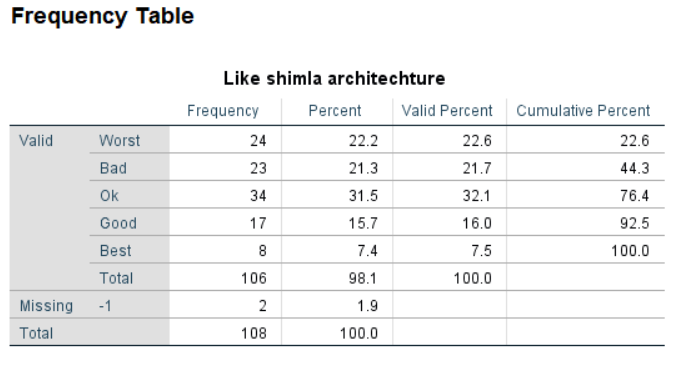 Frequency Table
Like shimla architechture
Frequency Percent Valid Percent Cumulative Percent
Valid Worst 24 22.2 22.6 22.6
Bad 23 21.3 21.7 44.3
Ok 34 31.5 32.1 76.4
Good 17 15.7 16.0 92.5
Best 8 7.4 7.5 100.0
Total 106 98.1 100.0
Missing -1 2 1.9
Total 108 100.0